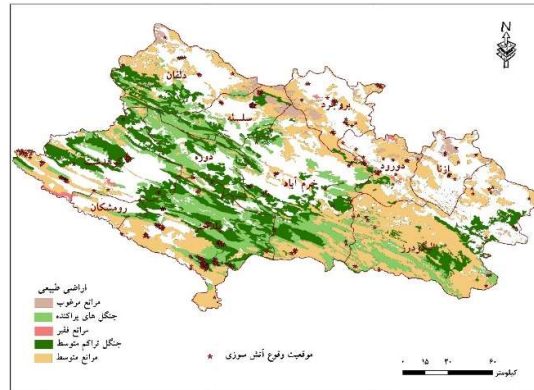 N
دلفان
بروجرد
سلسله
دورود
ازنا
دوره
خرم آباد
رومشکان
اراضی طبیعی
مراتع مرغوب
جنگل های پراکنده
مراتع فقیر
جنگل تراکم متوسط
مراتع متوسط
موقعیت وقوع آتش سوزی
۰ ۱۵ ۳۰ ۶۰
کیلومتر